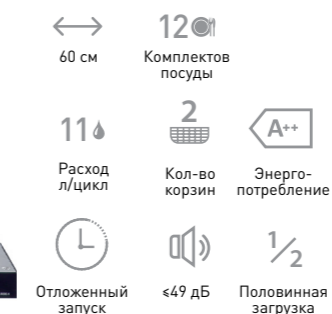 12
60 см
Комплектов
посуды
11
2
A++
Расход
л/цикл
Кол-во
корзин
Энерго-
потребление
1/2
Отложенный
запуск
≤49 дБ
Половинная
загрузка